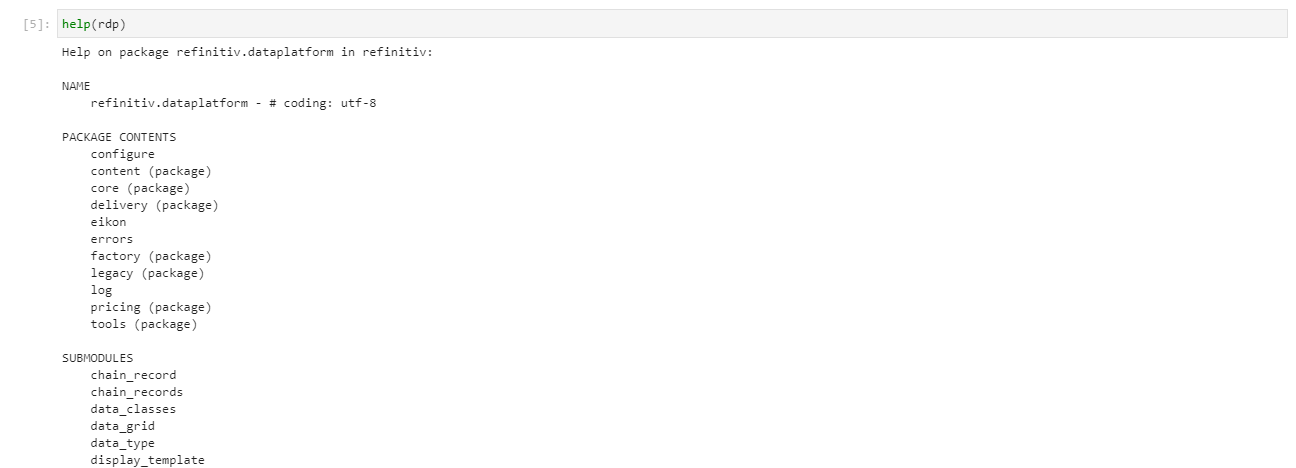 [5]: help(rdp)
Help on package refinitiv.dataplatform in refinitiv:
NAME
refinitiv.dataplatform - # coding: utf-8
PACKAGE CONTENTS
configure
content (package)
core (package)
delivery (package)
eikon
errors
factory (package)
legacy (package)
log
pricing (package)
tools (package)
SUBMODULES
chain_record
chain_records
data_classes
data_grid
data_type
display_template